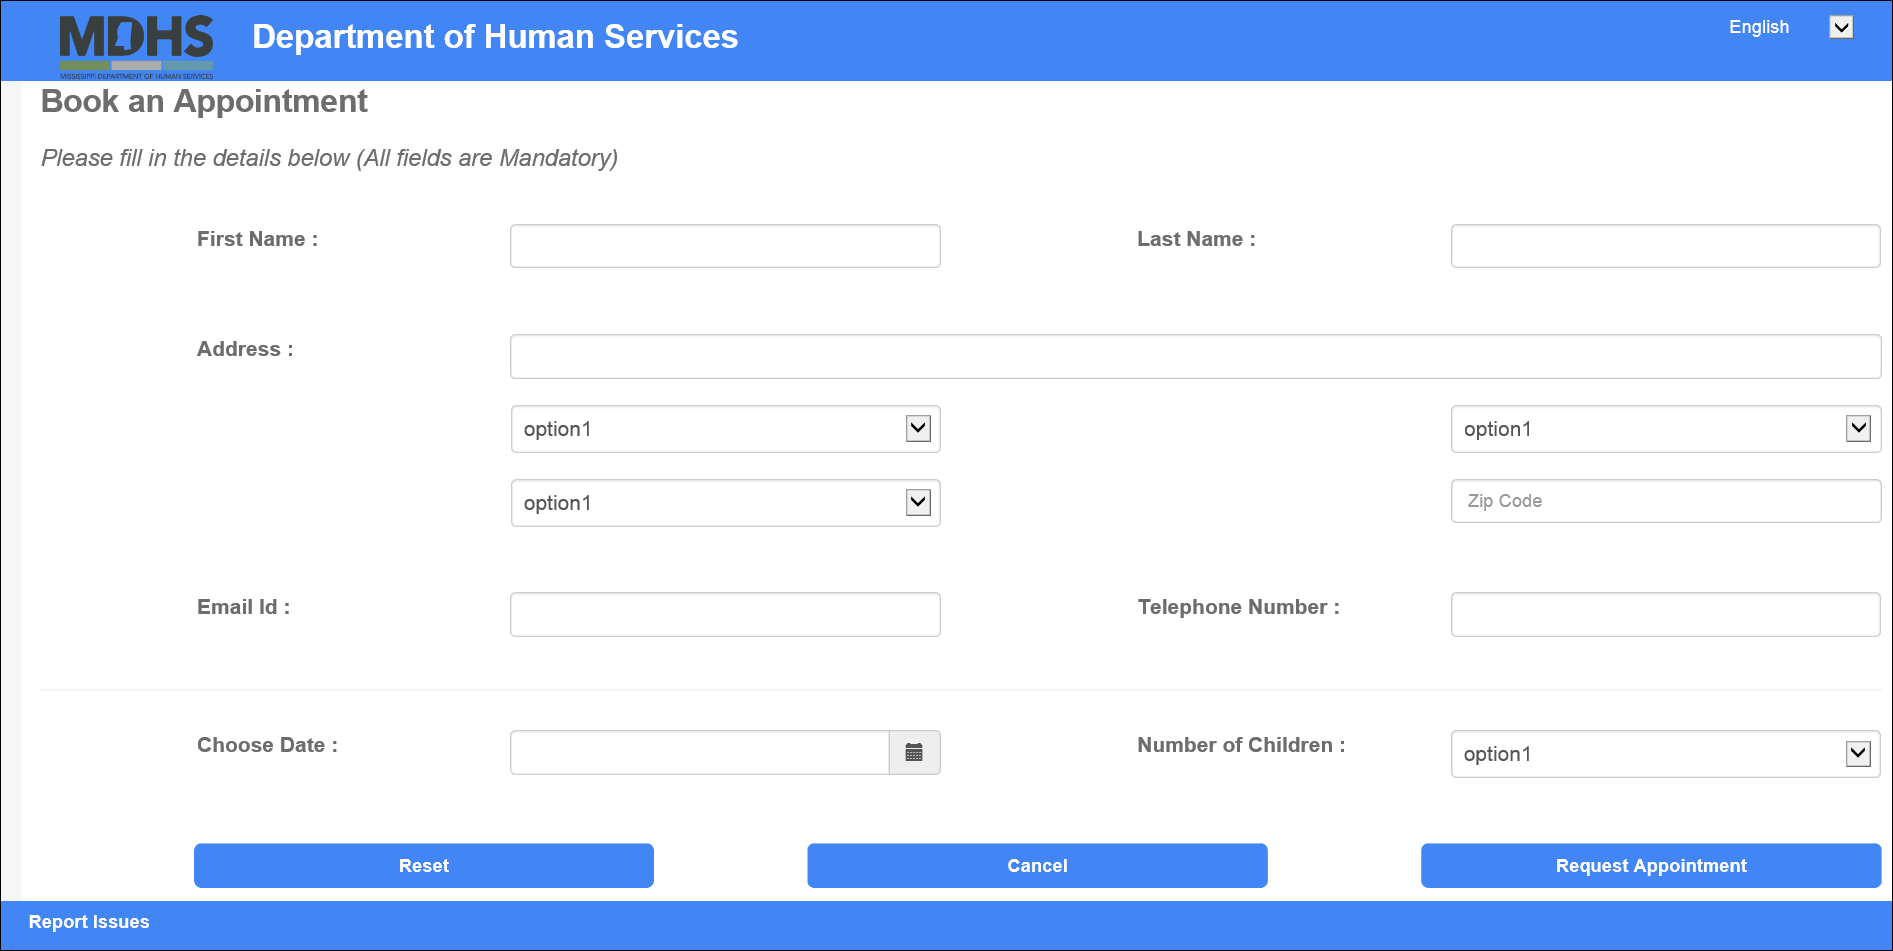 MDHS
MISSISSIPPI DEPARTMENT OF HUMAN SERVICES
Department of Human Services
English
Book an Appointment
Please fill in the details below (All fields are Mandatory)
First Name :
Last Name :
Address :
option1
option1
option1
Zip Code
Email Id :
Telephone Number :
Choose Date :
Number of Children :
option1
Reset
Cancel
Request Appointment
Report Issues